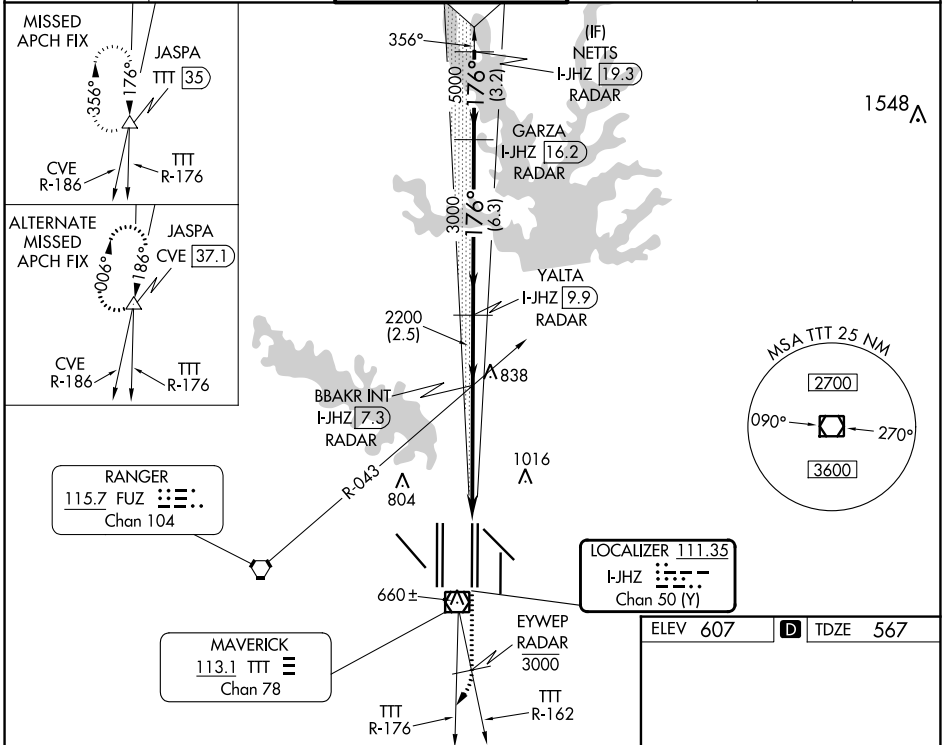 MISSED
APCH FIX
JASPA
TTT 35
356°
176°
CVE
R-186
TTT
R-176
ALTERNATE
MISSED
APCH FIX
JASPA
CVE 37.1
006°
186°
CVE
R-186
TTT
R-176
356°
(IF)
NETTS
I-JHZ 19.3
RADAR
5000
176°
(3.2)
1548
GARZA
I-JHZ 16.2
RADAR
3000
176°
(6.3)
YALTA
I-JHZ 9.9
RADAR
2200
(2.5)
838
BBAKR INT
I-JHZ 7.3
RADAR
MSA TTT 25 NM
2700
090°
270°
3600
R-043
1016
804
RANGER
115.7 FUZ
Chan 104
LOCALIZER 111.35
I-JHZ
Chan 50 (Y)
660 ±
EYWEP
RADAR
3000
MAVERICK
113.1 TTT
Chan 78
TTT
R-176
TTT
R-162
ELEV 607 D TDZE 567